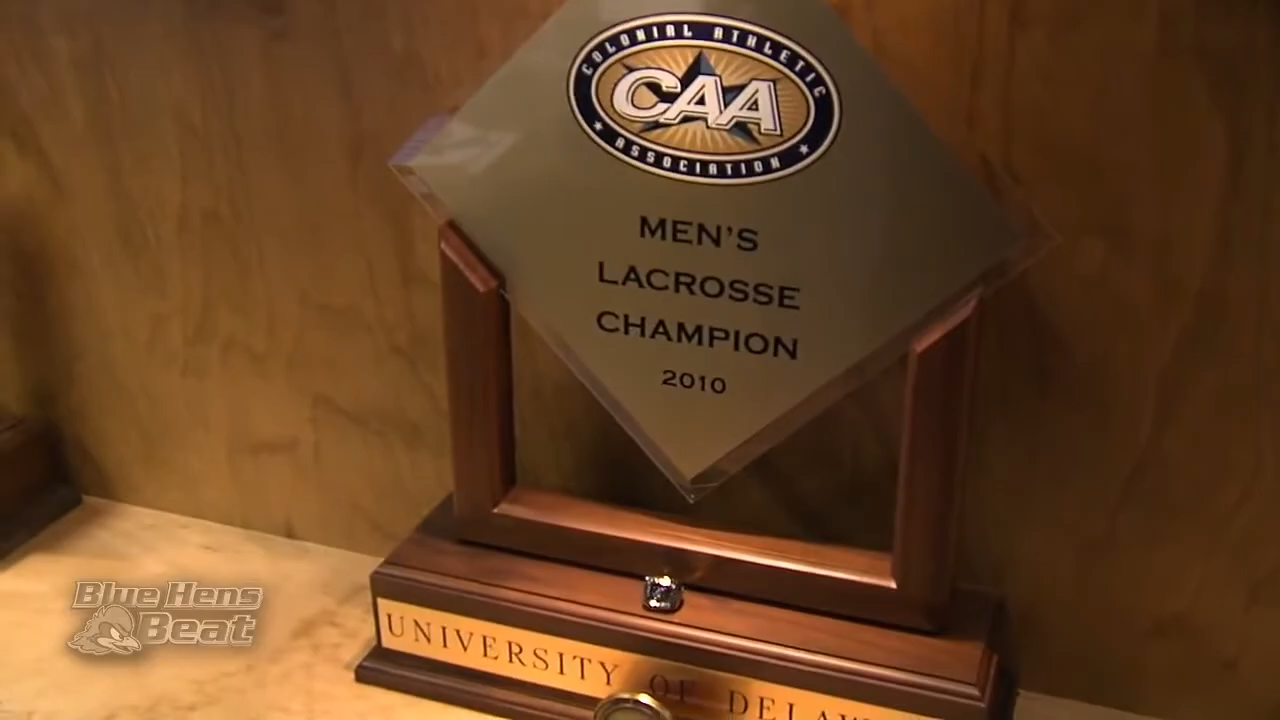 COLONIAL ATHLETIC
CAA
ASSOCIATION
MEN'S
LACROSSE
CHAMPION
2010
UNIVERSITY OF
Blue Hens
Beat